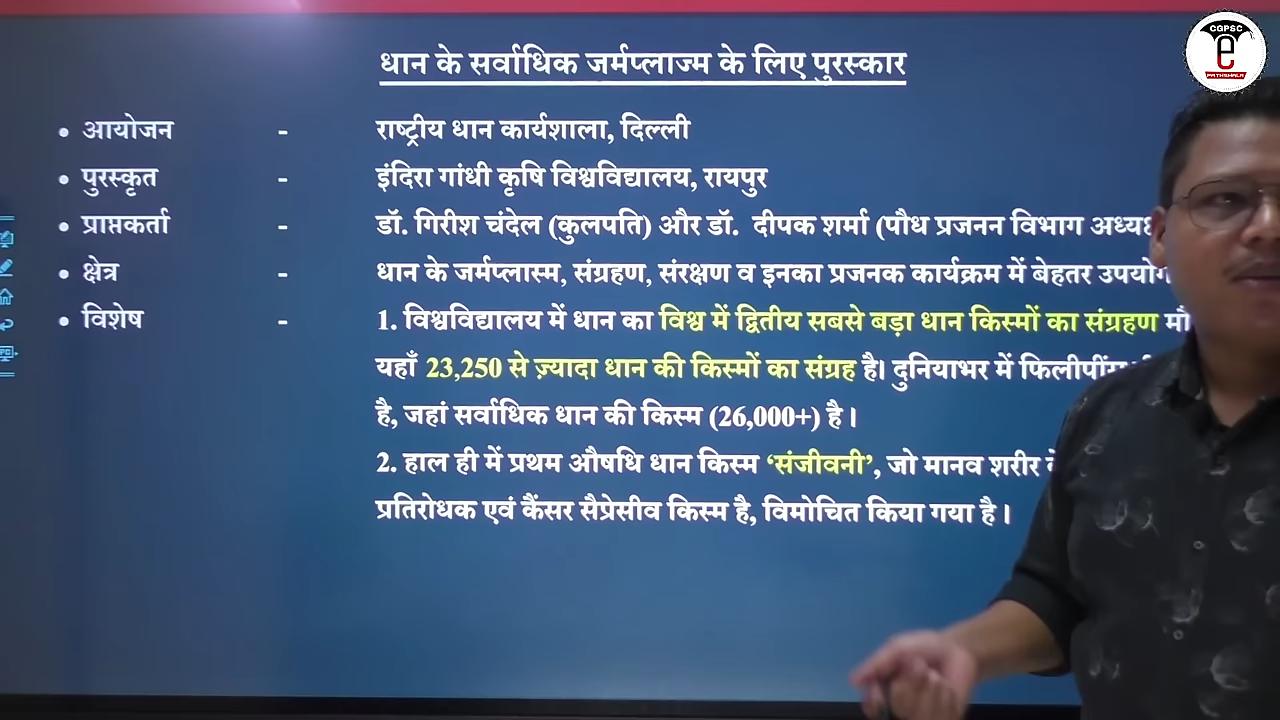 CGPSC
e
PATHSHALA
धान के सर्वाधिक जर्मप्लाज्म के लिए पुरस्कार
• आयोजन - राष्ट्रीय धान कार्यशाला, दिल्ली
• पुरस्कृत - इंदिरा गांधी कृषि विश्वविद्यालय, रायपुर
• प्राप्तकर्ता - डॉ. गिरीश चंदेल (कुलपति) और डॉ. दीपक शर्मा (पौध प्रजनन विभाग
• क्षेत्र - धान के जर्मप्लास्म, संग्रहण, संरक्षण व इनका प्रजनक कार्यक्रम में बेहतर
• विशेष - 1. विश्वविद्यालय में धान का विश्व में द्वितीय सबसे बड़ा धान किस्मों का संग्रहण
यहाँ 23,250 से ज़्यादा धान की किस्मों का संग्रह है। दुनियाभर में
है, जहां सर्वाधिक धान की किस्म (26,000+) है।
2. हाल ही में प्रथम औषधि धान किस्म ‘संजीवनी’, जो मानव शरीर
प्रतिरोधक एवं कैंसर सैप्रेसीव किस्म है, विमोचित किया गया है।